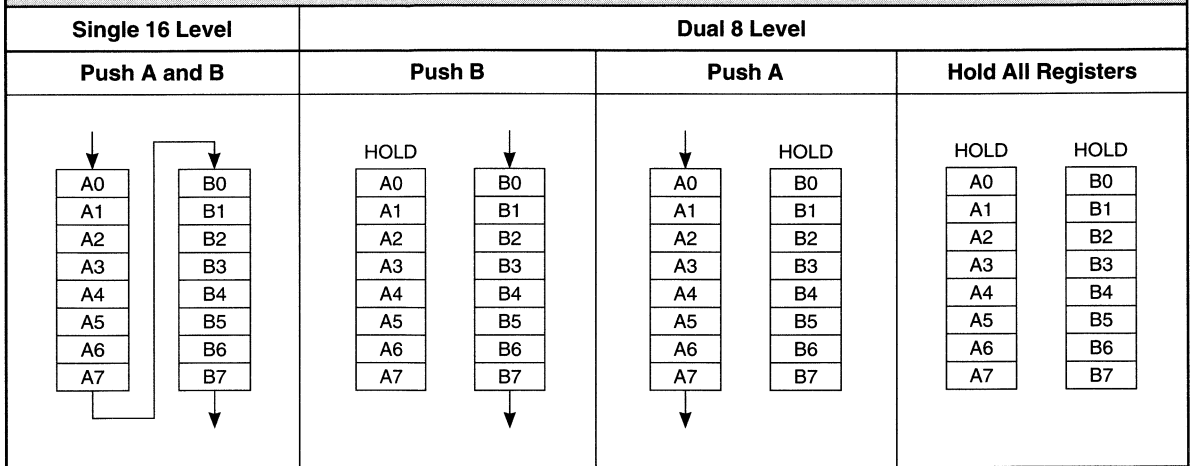 Single 16 Level
Dual 8 Level
Push A and B
Push B
Push A
Hold All Registers
A0
A1
A2
A3
A4
A5
A6
A7
B0
B1
B2
B3
B4
B5
B6
B7
HOLD
A0
A1
A2
A3
A4
A5
A6
A7
B0
B1
B2
B3
B4
B5
B6
B7
A0
A1
A2
A3
A4
A5
A6
A7
HOLD
B0
B1
B2
B3
B4
B5
B6
B7
HOLD
A0
A1
A2
A3
A4
A5
A6
A7
HOLD
B0
B1
B2
B3
B4
B5
B6
B7